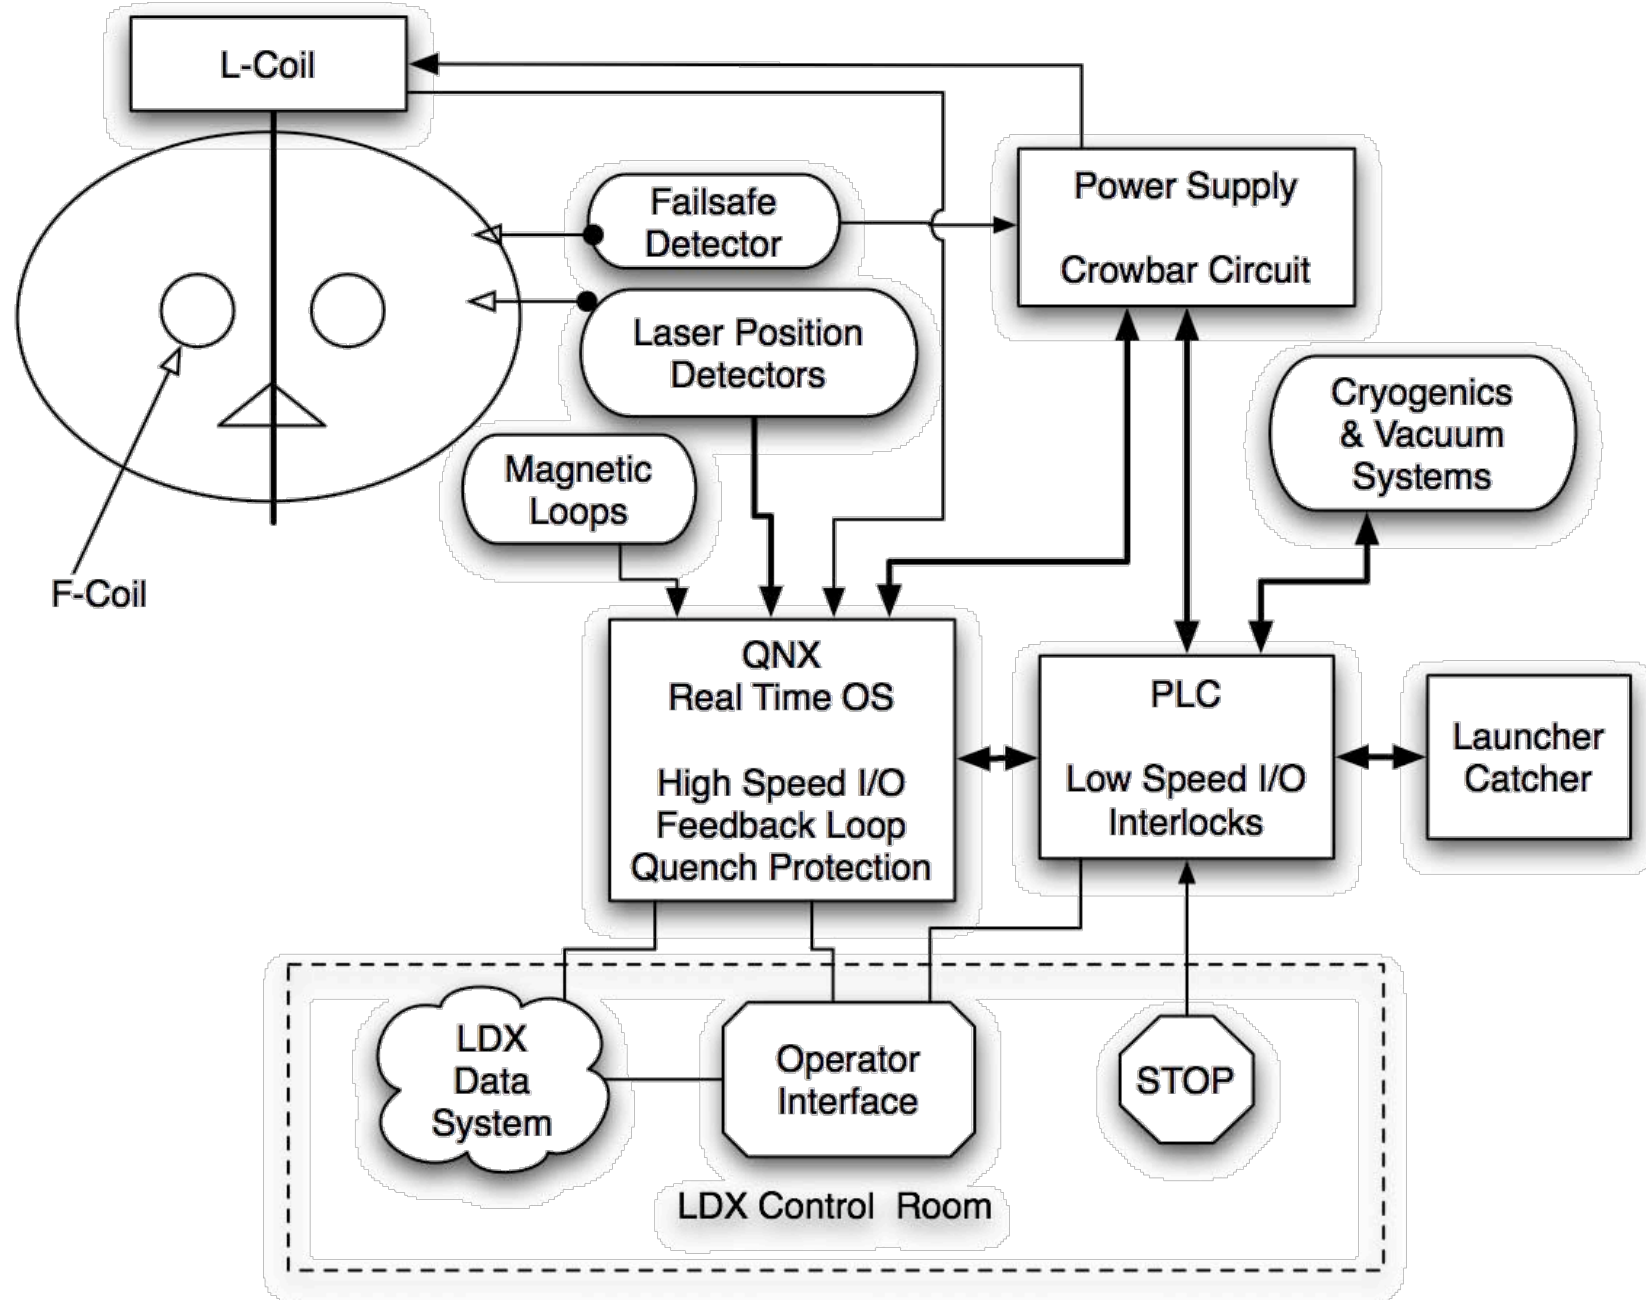 L-Coil
Failsafe
Detector
Power Supply
Crowbar Circuit
Laser Position
Detectors
Cryogenics
& Vacuum
Systems
Magnetic
Loops
F-Coil
QNX
Real Time OS
High Speed I/O
Feedback Loop
Quench Protection
PLC
Low Speed I/O
Interlocks
Launcher
Catcher
LDX
Data
System
Operator
Interface
STOP
LDX Control Room